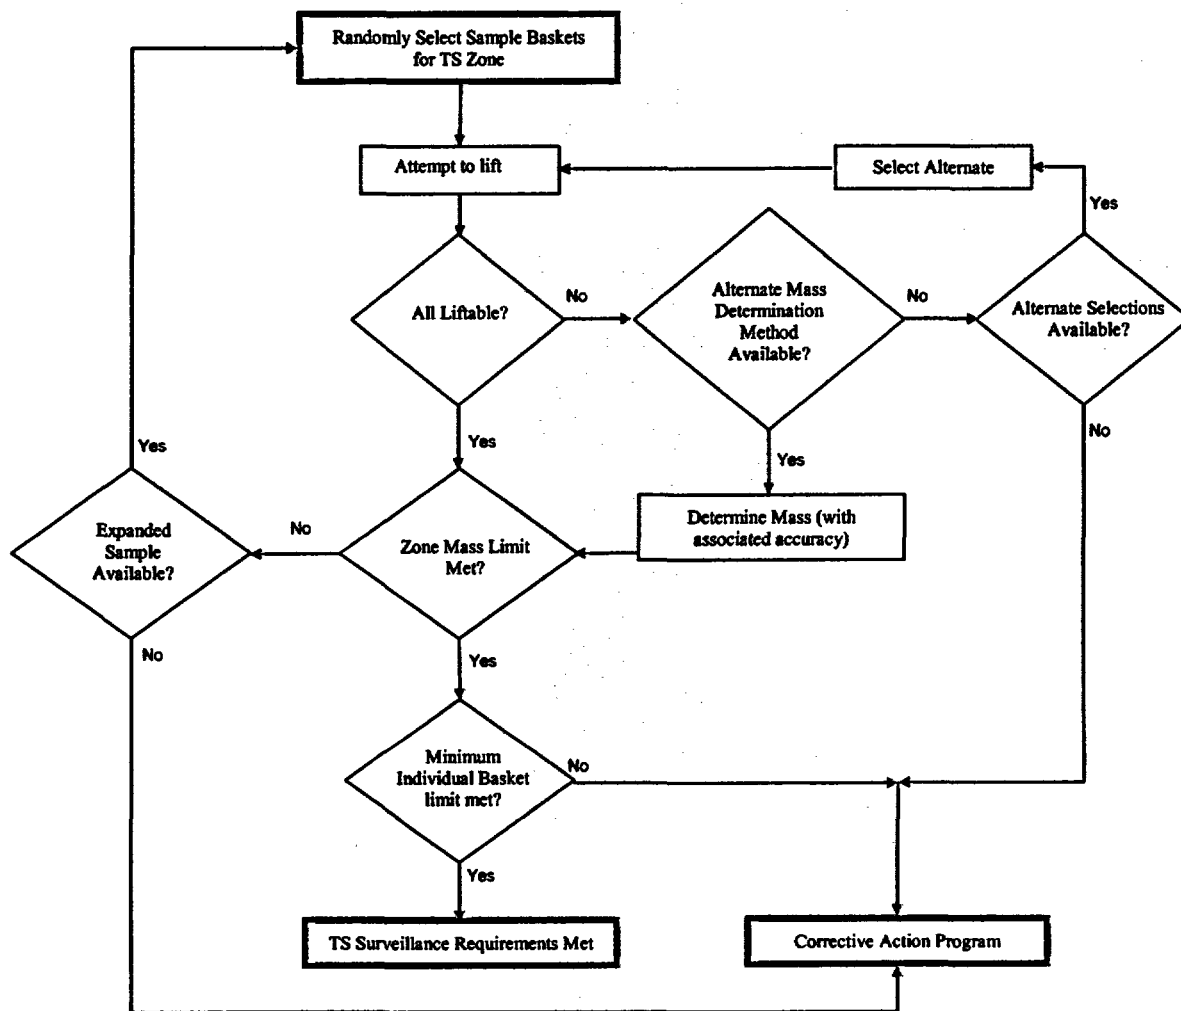 Randomly Select Sample Baskets
for TS Zone
Attempt to lift
Select Alternate
Yes
All Liftable?
No
Alternate Mass
Determination
Method
Available?
No
Alternate Selections
Available?
No
Yes
Yes
Yes
Expanded
Sample
Available?
No
Zone Mass Limit
Met?
Determine Mass (with
associated accuracy)
No
Yes
Minimum
Individual Basket
limit met?
No
Yes
TS Surveillance Requirements Met
Corrective Action Program